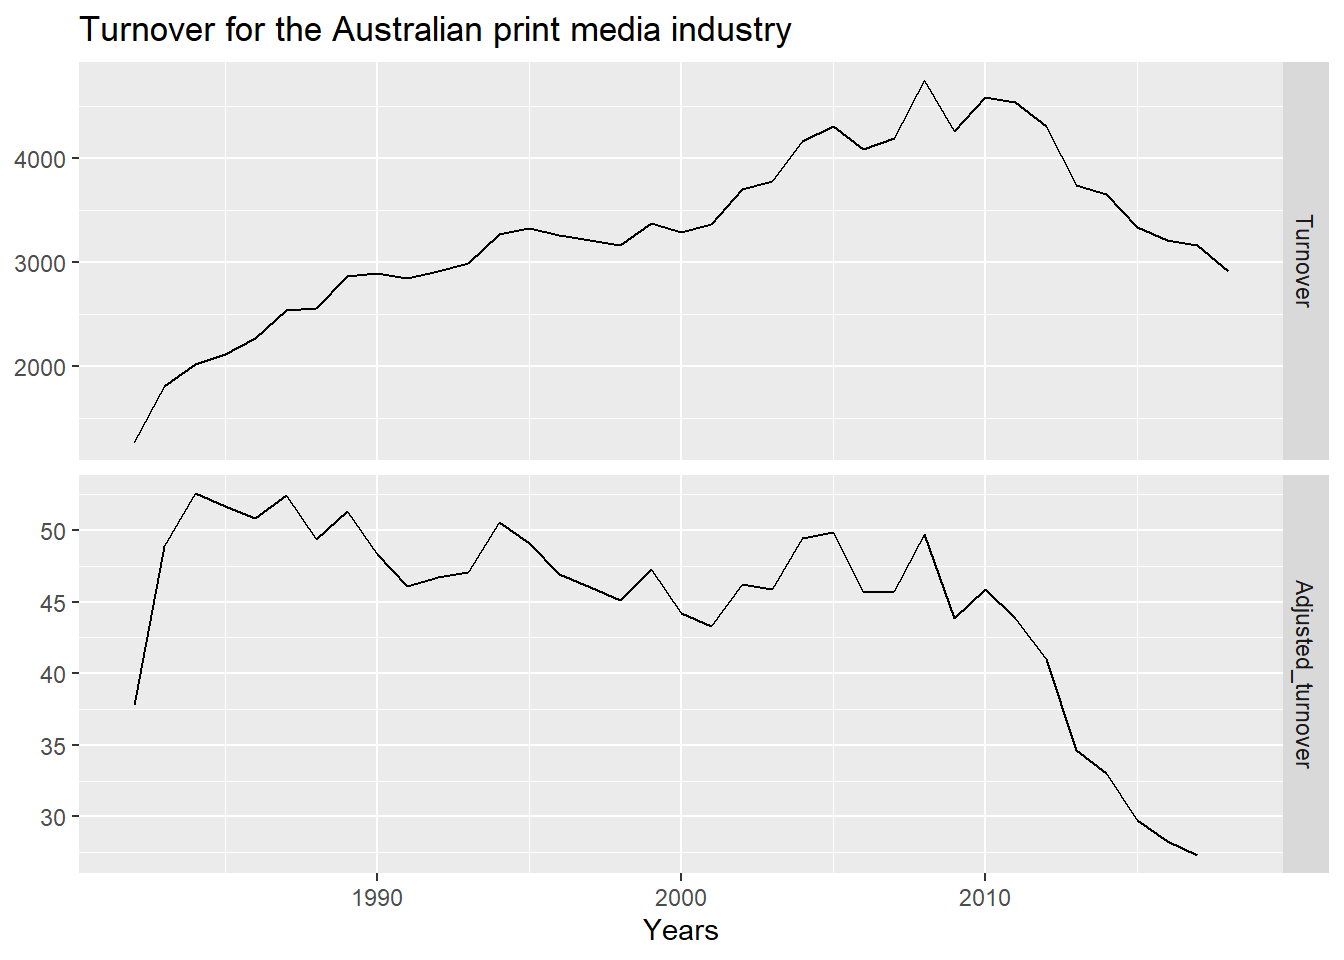 Turnover for the Australian print media industry
4000
3000
2000
Turnover
50
45
40
35
30
Adjusted_turnover
1990 2000 2010
Years